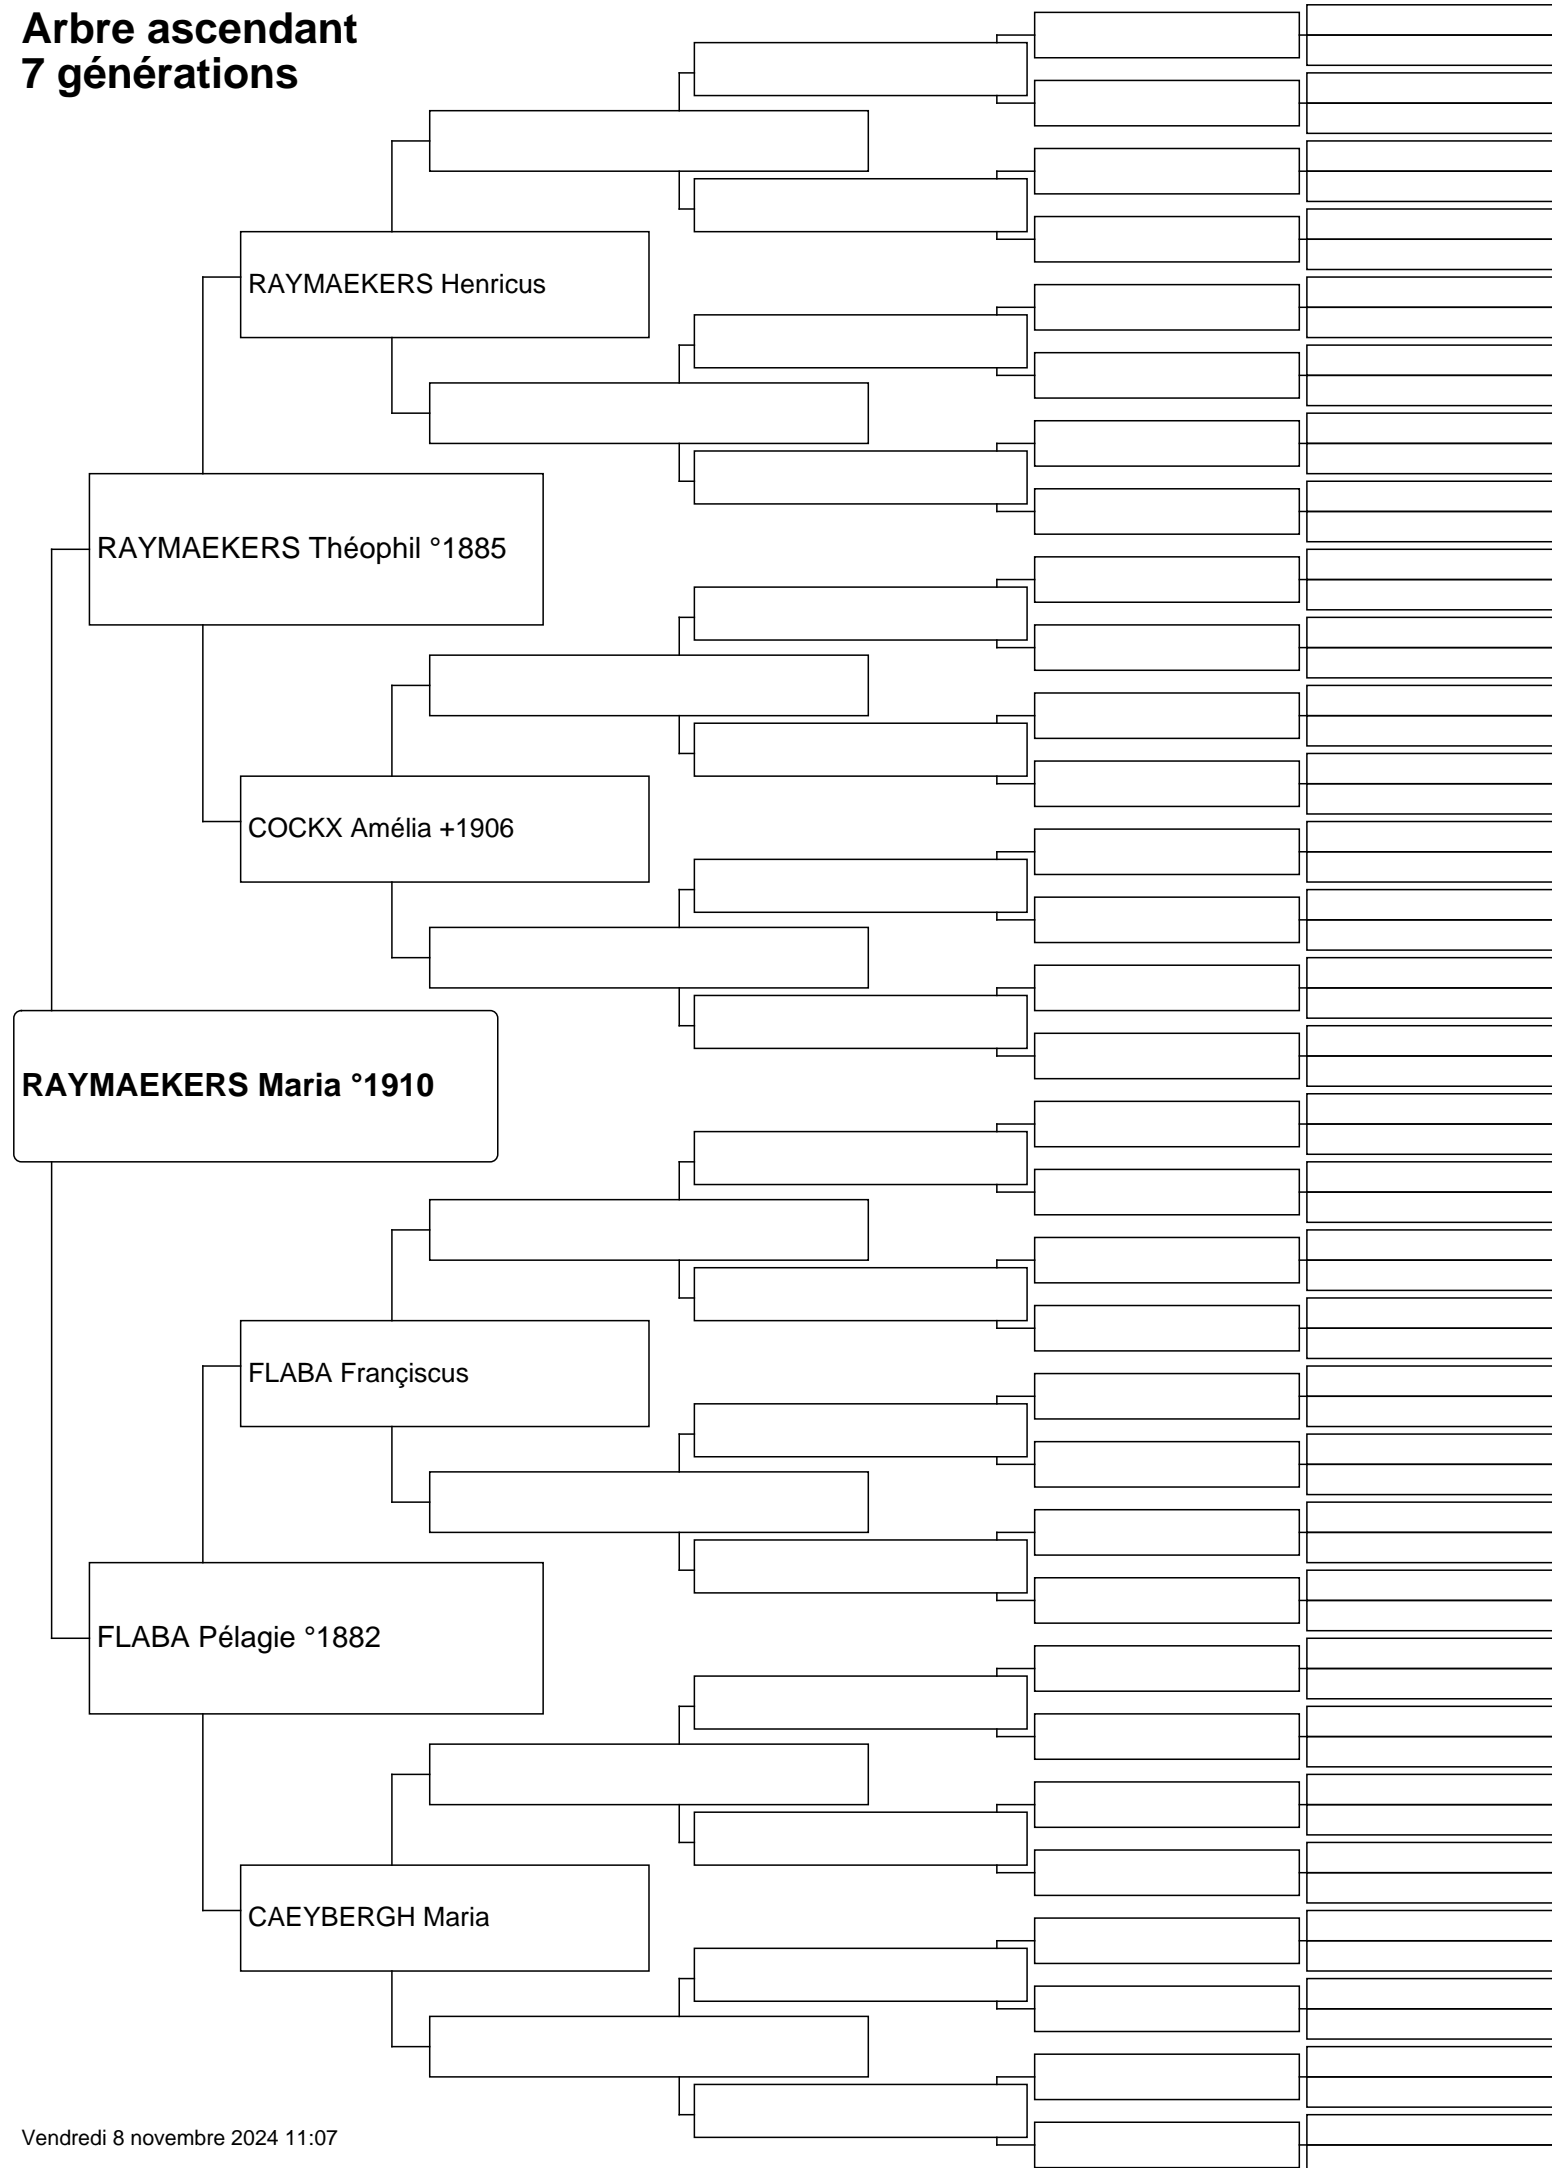 Arbre ascendant
7 générations
RAYMAEKERS Henricus
RAYMAEKERS Théophil °1885
COCKX Amélia +1906
RAYMAEKERS Maria °1910
FLABA Françiscus
FLABA Pélagie °1882
CAEYBERGH Maria
Vendredi 8 novembre 2024 11:07